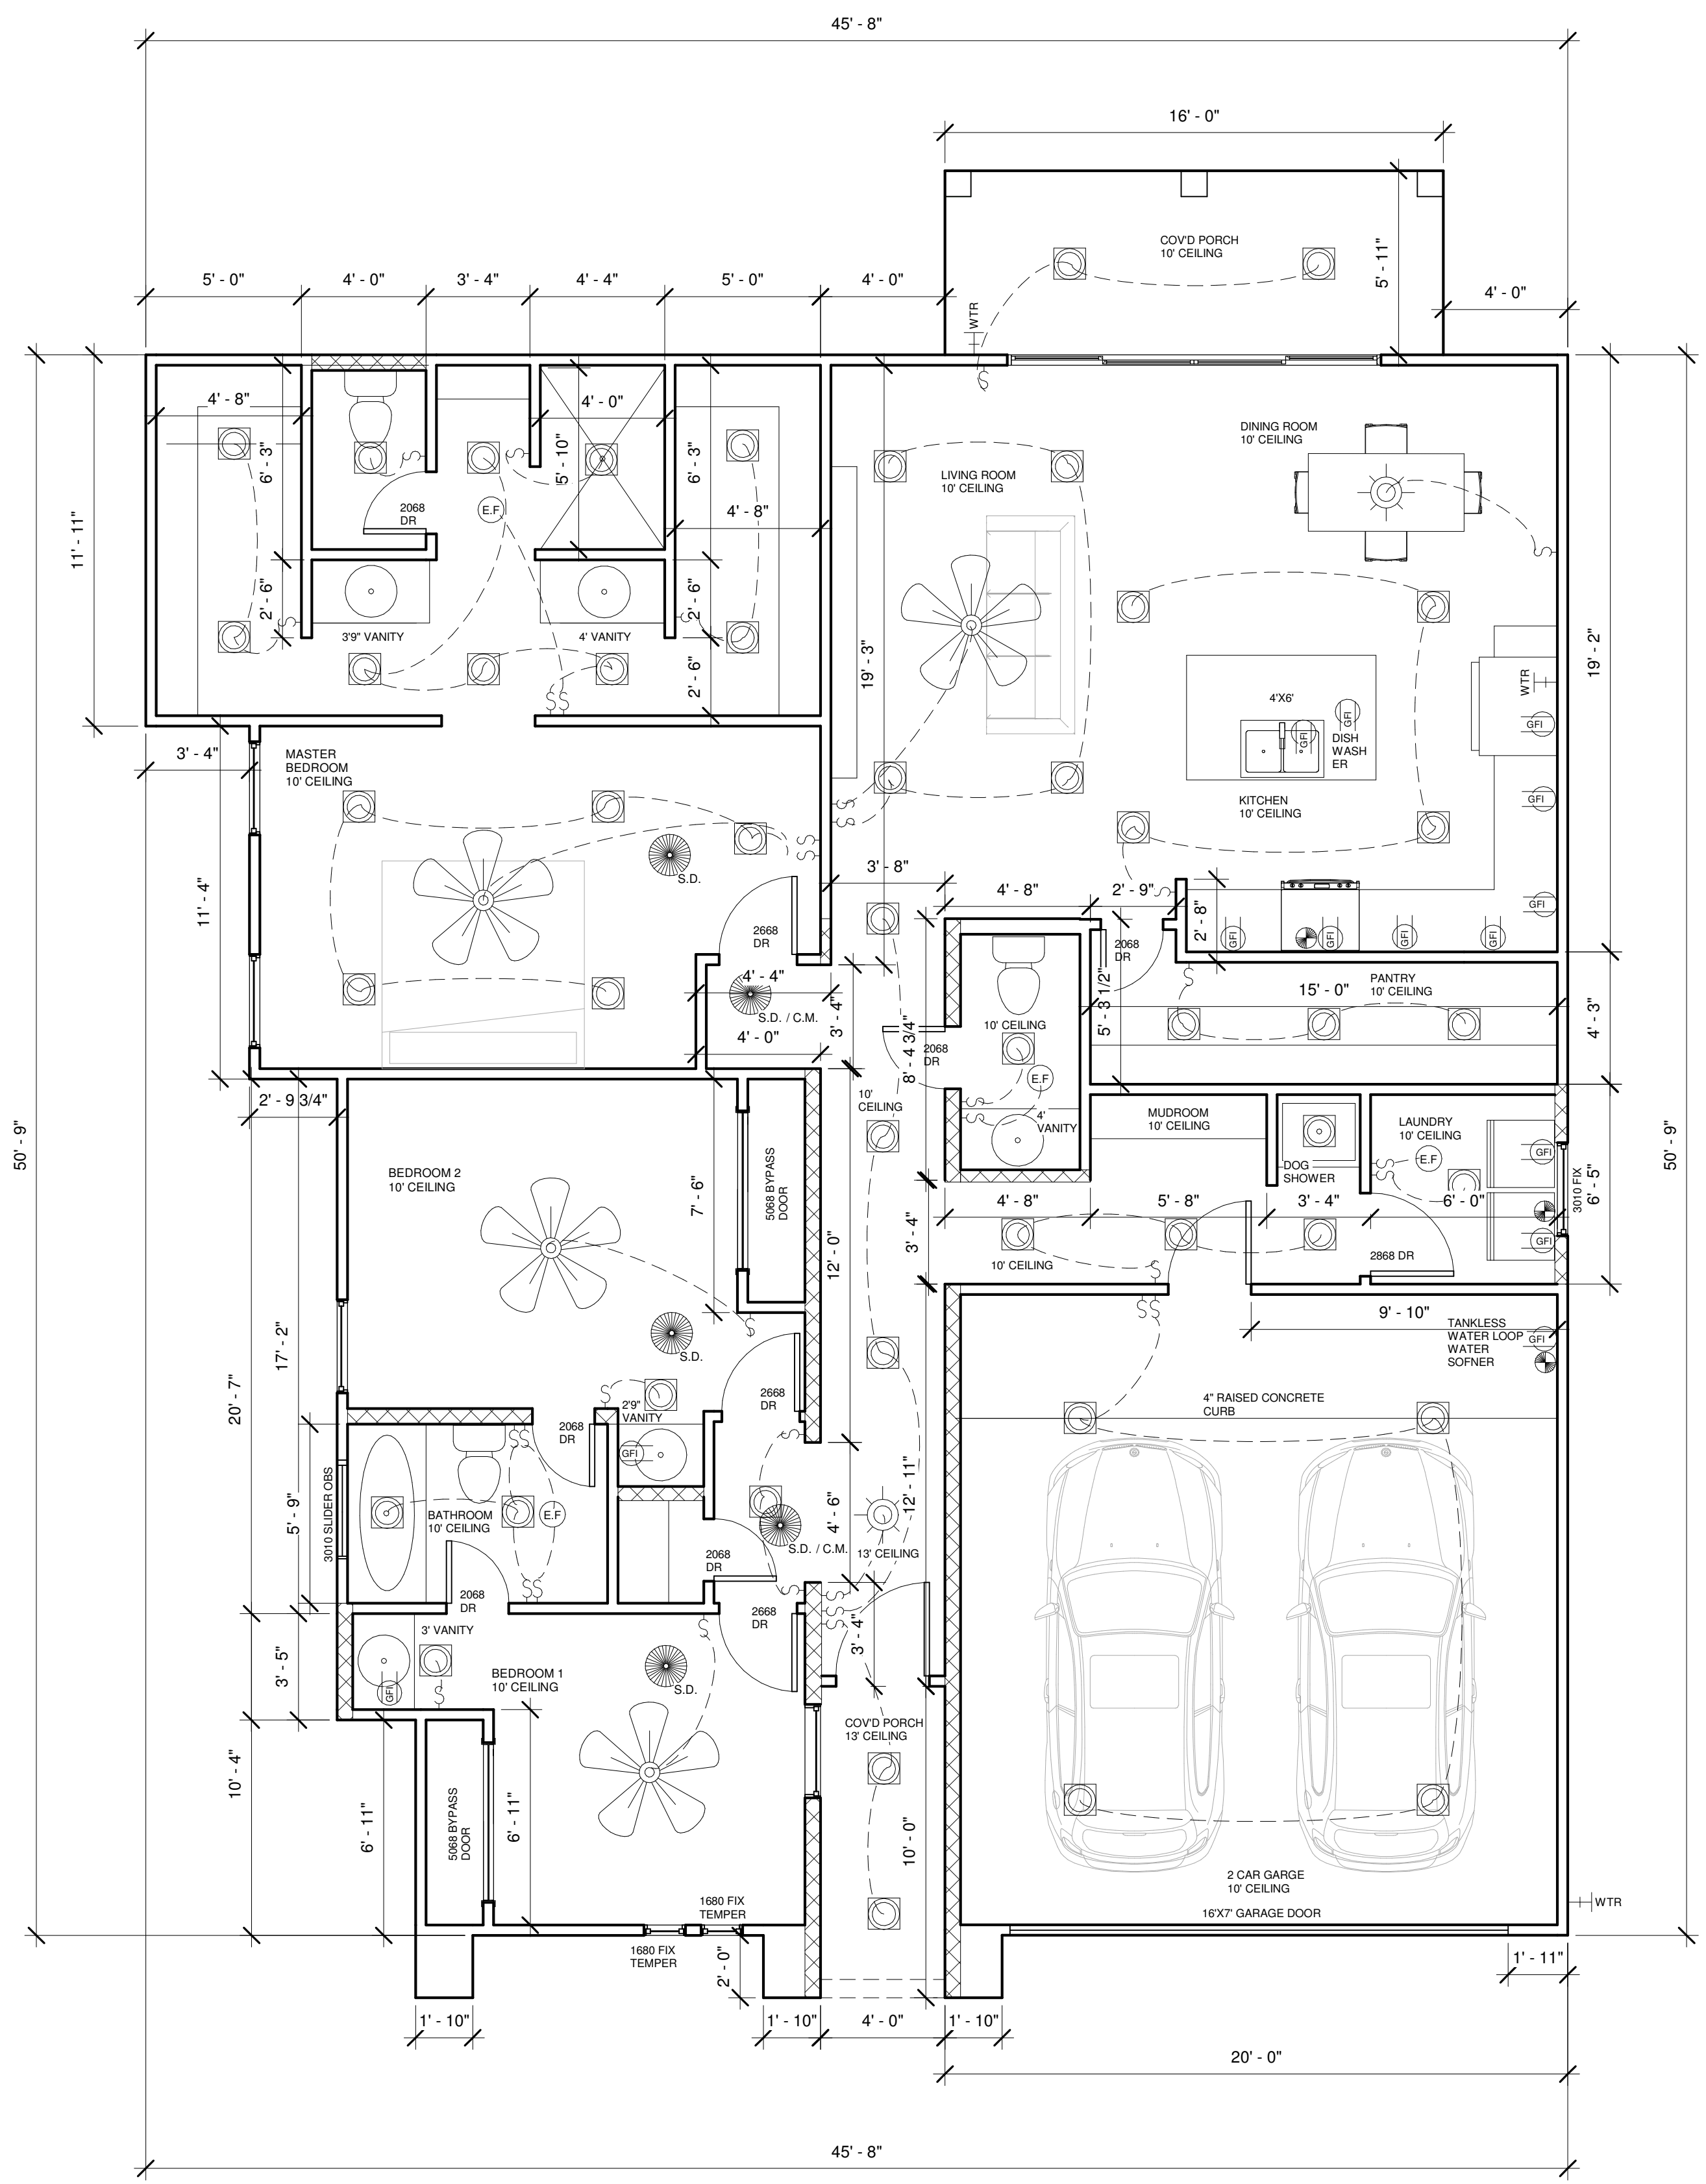 45' - 8"
16' - 0"
COV'D PORCH
10' CEILING
5' - 11"
5' - 0"
4' - 0"
3' - 4"
4' - 4"
5' - 0"
4' - 0"
4' - 0"
WTR
4' - 8"
6' - 3"
4' - 0"
5' - 10"
6' - 3"
4' - 8"
2068
DR
E.F
DINING ROOM
10' CEILING
LIVING ROOM
10' CEILING
11' - 11"
2' - 6"
2' - 6"
3'9" VANITY
4' VANITY
2' - 6"
19' - 3"
19' - 2"
WTR
4'X6'
GFI
GFI
DISH
WASH
ER
GFI
3' - 4"
MASTER
BEDROOM
10' CEILING
KITCHEN
10' CEILING
GFI
S.D.
11' - 4"
3' - 8"
4' - 8"
2' - 9"
2' - 8"
GFI
GFI
GFI
GFI
GFI
2668
DR
2068
DR
4' - 4"
S.D. / C.M.
4' - 0"
3' - 4"
PANTRY
10' CEILING
15' - 0"
5' - 3 1/2"
4' - 3"
10' CEILING
2068
DR
8' - 4 3/4"
E.F
4'
VANITY
10'
CEILING
2' - 9 3/4"
50' - 9"
50' - 9"
MUDROOM
10' CEILING
LAUNDRY
10' CEILING
E.F
GFI
DOG
SHOWER
3010 FIX
6' - 5"
BEDROOM 2
10' CEILING
7' - 6"
5068 BYPASS
DOOR
12' - 0"
3' - 4"
4' - 8"
5' - 8"
3' - 4"
6' - 0"
GFI
10' CEILING
2868 DR
9' - 10"
TANKLESS
WATER LOOP
WATER
SOFNER
GFI
S.D.
17' - 2"
20' - 7"
2'9"
VANITY
2668
DR
2068
DR
GFI
4" RAISED CONCRETE
CURB
3010 SLIDER OBS
5' - 9"
BATHROOM
10' CEILING
E.F
4' - 6"
12' - 11"
S.D. / C.M.
13' CEILING
2068
DR
2068
DR
2668
DR
3' - 4"
3' VANITY
3' - 5"
GFI
BEDROOM 1
10' CEILING
S.D.
COV'D PORCH
13' CEILING
10' - 4"
6' - 11"
5068 BYPASS
DOOR
6' - 11"
10' - 0"
2 CAR GARGE
10' CEILING
16'X7' GARAGE DOOR
WTR
1680 FIX
TEMPER
1680 FIX
TEMPER
2' - 0"
1' - 11"
1' - 10"
1' - 10"
4' - 0"
1' - 10"
20' - 0"
45' - 8"